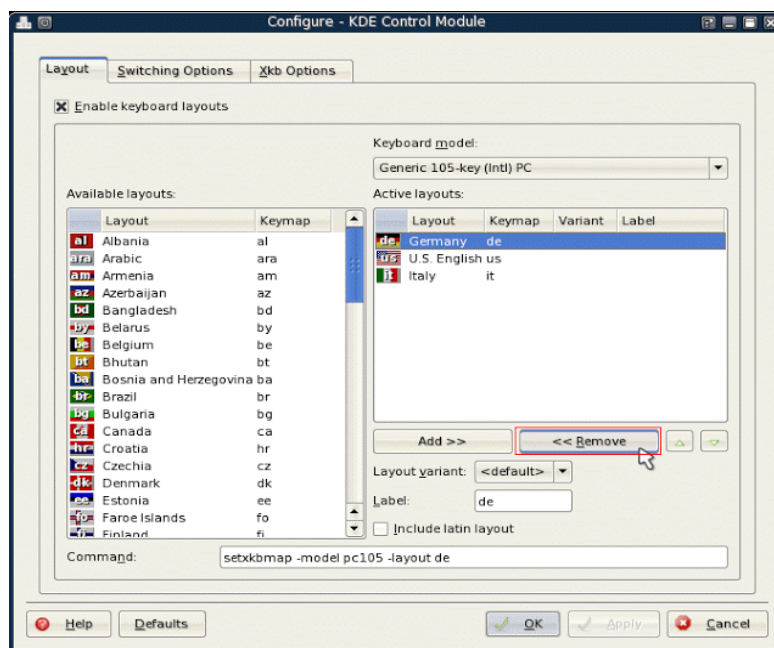 Configure - KDE Control Module
Layout Switching Options Xkb Options
Enable keyboard layouts
Keyboard model:
Generic 105-key (Intl) PC
Available layouts:
Active layouts:
Layout Keymap
Layout Keymap Variant Label
al Albania al
de Germany de
ara Arabic ara
us U.S. English us
am Armenia am
it Italy it
az Azerbaijan az
bd Bangladesh bd
by Belarus by
be Belgium be
bt Bhutan bt
ba Bosnia and Herzegovina ba
br Brazil br
bg Bulgaria bg
ca Canada ca
Add >> << Remove
hr Croatia hr
cz Czechia cz
Layout variant: <default>
dk Denmark dk
ee Estonia ee
Label: de
fo Faroe Islands fo
Include latin layout
Finland fi
Command: setxkbmap -model pc105 -layout de
Help Defaults OK Apply Cancel